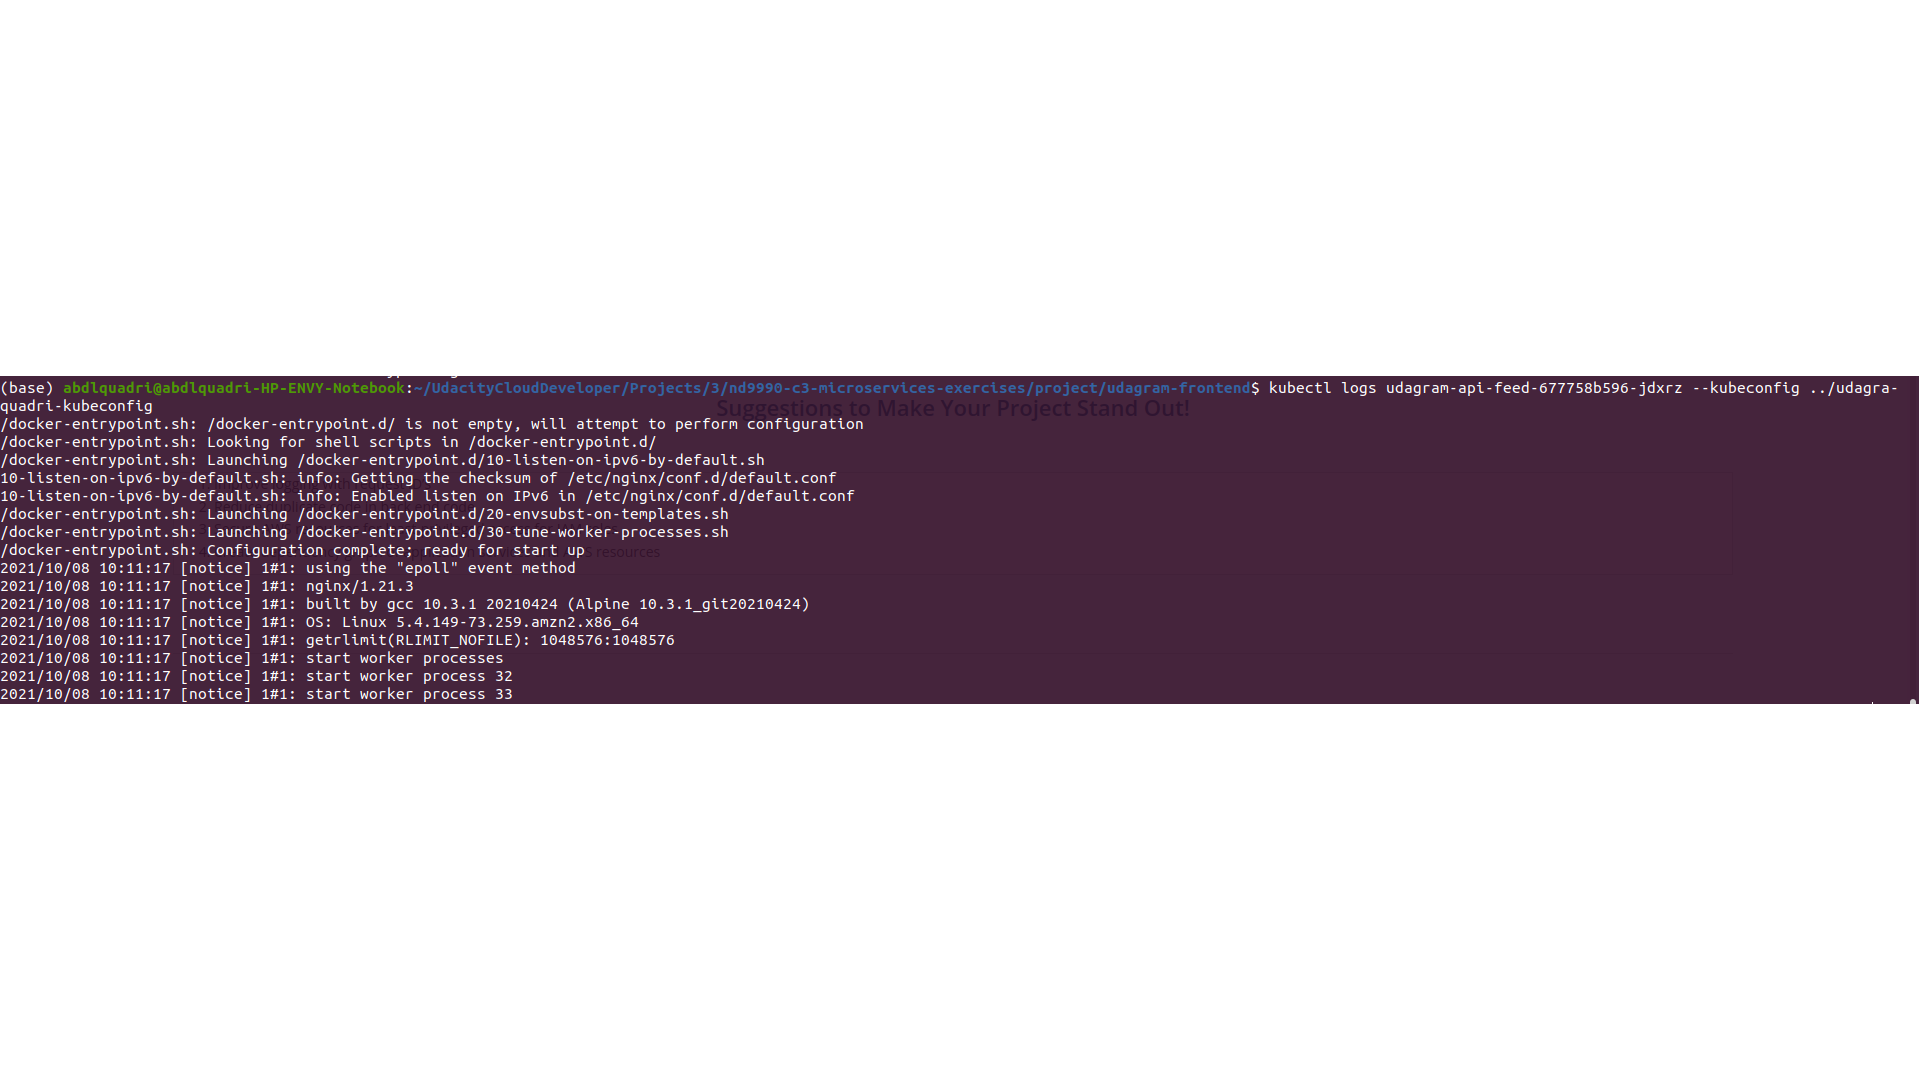 (base) abdlquadri@abdlquadri-HP-ENVY-Notebook:~/UdacityCloudDeveloper/Projects/3/nd9990-c3-microservices-exercises/project/udagram-frontend$ kubectl logs udagram-api-feed-677758b596-jdxrz --kubeconfig ../udagra-
quadri-kubeconfig
Suggestions to Make Your Project Stand Out!
/docker-entrypoint.sh: /docker-entrypoint.d/ is not empty, will attempt to perform configuration
/docker-entrypoint.sh: Looking for shell scripts in /docker-entrypoint.d/
/docker-entrypoint.sh: Launching /docker-entrypoint.d/10-listen-on-ipv6-by-default.sh
10-listen-on-ipv6-by-default.sh: info: Getting the checksum of /etc/nginx/conf.d/default.conf
10-listen-on-ipv6-by-default.sh: info: Enabled listen on IPv6 in /etc/nginx/conf.d/default.conf
/docker-entrypoint.sh: Launching /docker-entrypoint.d/20-envsubst-on-templates.sh
/docker-entrypoint.sh: Launching /docker-entrypoint.d/30-tune-worker-processes.sh
/docker-entrypoint.sh: Configuration complete; ready for start up
resources
2021/10/08 10:11:17 [notice] 1#1: using the "epoll" event method
2021/10/08 10:11:17 [notice] 1#1: nginx/1.21.3
2021/10/08 10:11:17 [notice] 1#1: built by gcc 10.3.1 20210424 (Alpine 10.3.1_git20210424)
2021/10/08 10:11:17 [notice] 1#1: OS: Linux 5.4.149-73.259.amzn2.x86_64
2021/10/08 10:11:17 [notice] 1#1: getrlimit(RLIMIT_NOFILE): 1048576:1048576
2021/10/08 10:11:17 [notice] 1#1: start worker processes
2021/10/08 10:11:17 [notice] 1#1: start worker process 32
2021/10/08 10:11:17 [notice] 1#1: start worker process 33